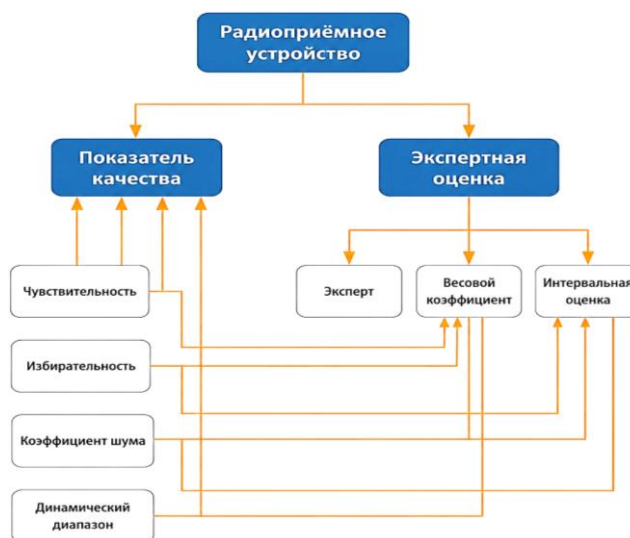 Радиоприёмное
устройство
Показатель
качества
Экспертная
оценка
Чувствительность
Эксперт
Весовой
коэффициент
Интервальная
оценка
Избирательность
Коэффициент шума
Динамический
диапазон